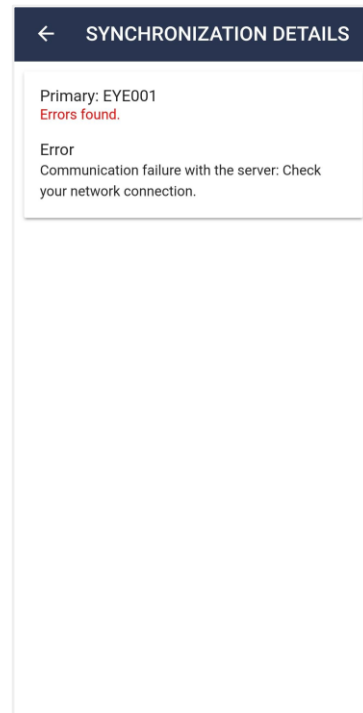 SYNCHRONIZATION DETAILS
Primary: EYE001
Errors found.
Error
Communication failure with the server: Check
your network connection.